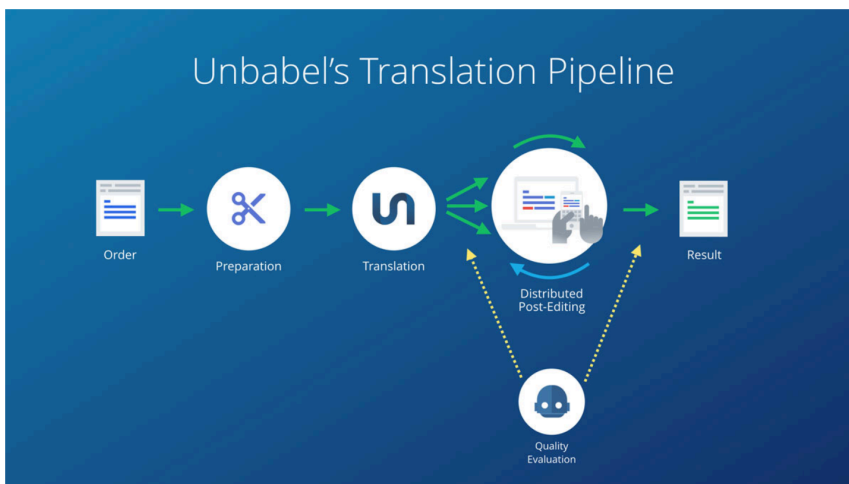 Unbabel's Translation Pipeline
Order
Preparation
Translation
Distributed
Post-Editing
Result
Quality
Evaluation